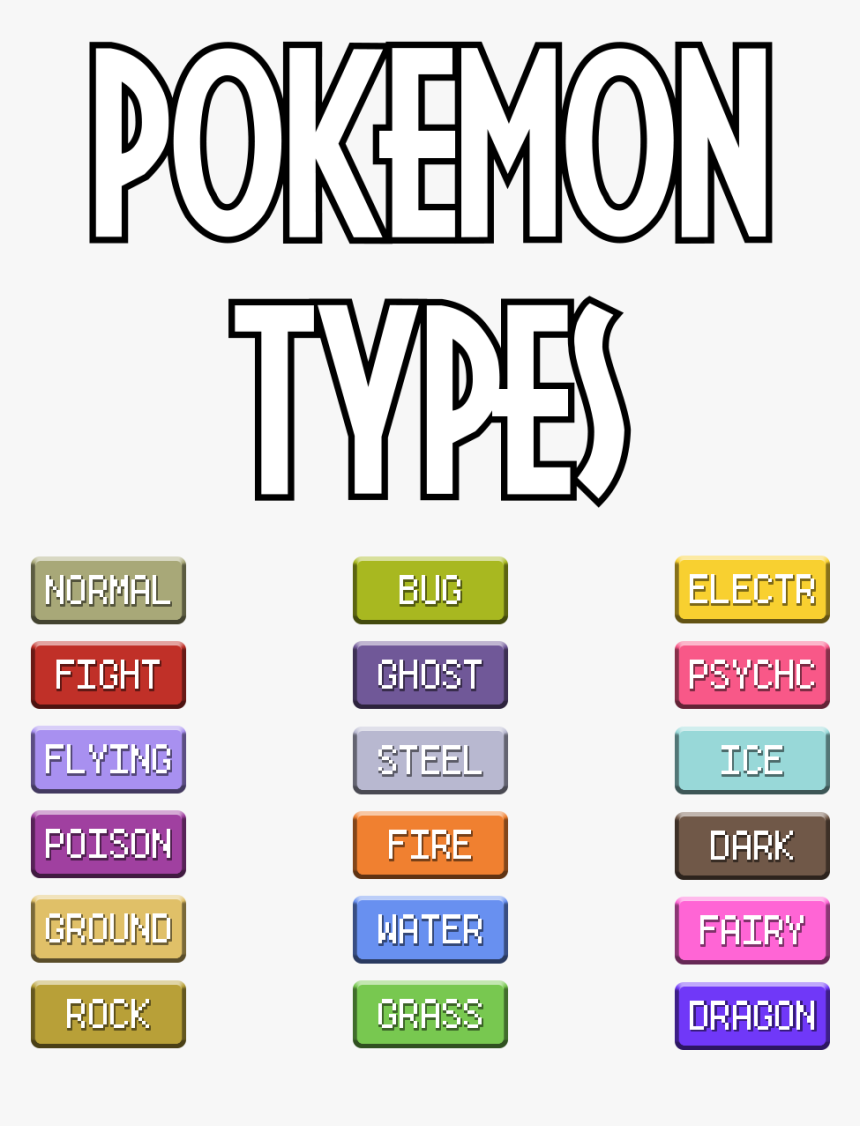 POKEMON
TYPES
NORMAL BUG ELECTR
FIGHT GHOST PSYCHC
FLYING STEEL ICE
POISON FIRE DARK
GROUND WATER FAIRY
ROCK GRASS DRAGON